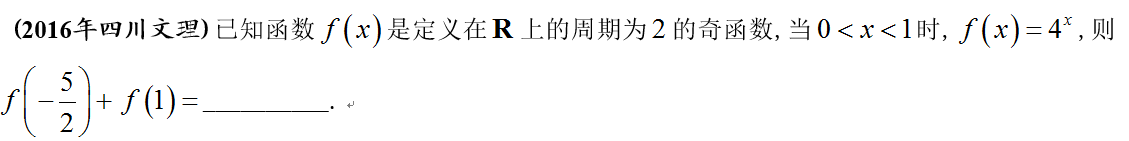 (2016年四川文理) 已知函数 f(x) 是定义在 R 上的周期为 2 的奇函数, 当 0 < x < 1 时, f(x) = 4^x , 则
f(-5/2) + f(1) = __________.